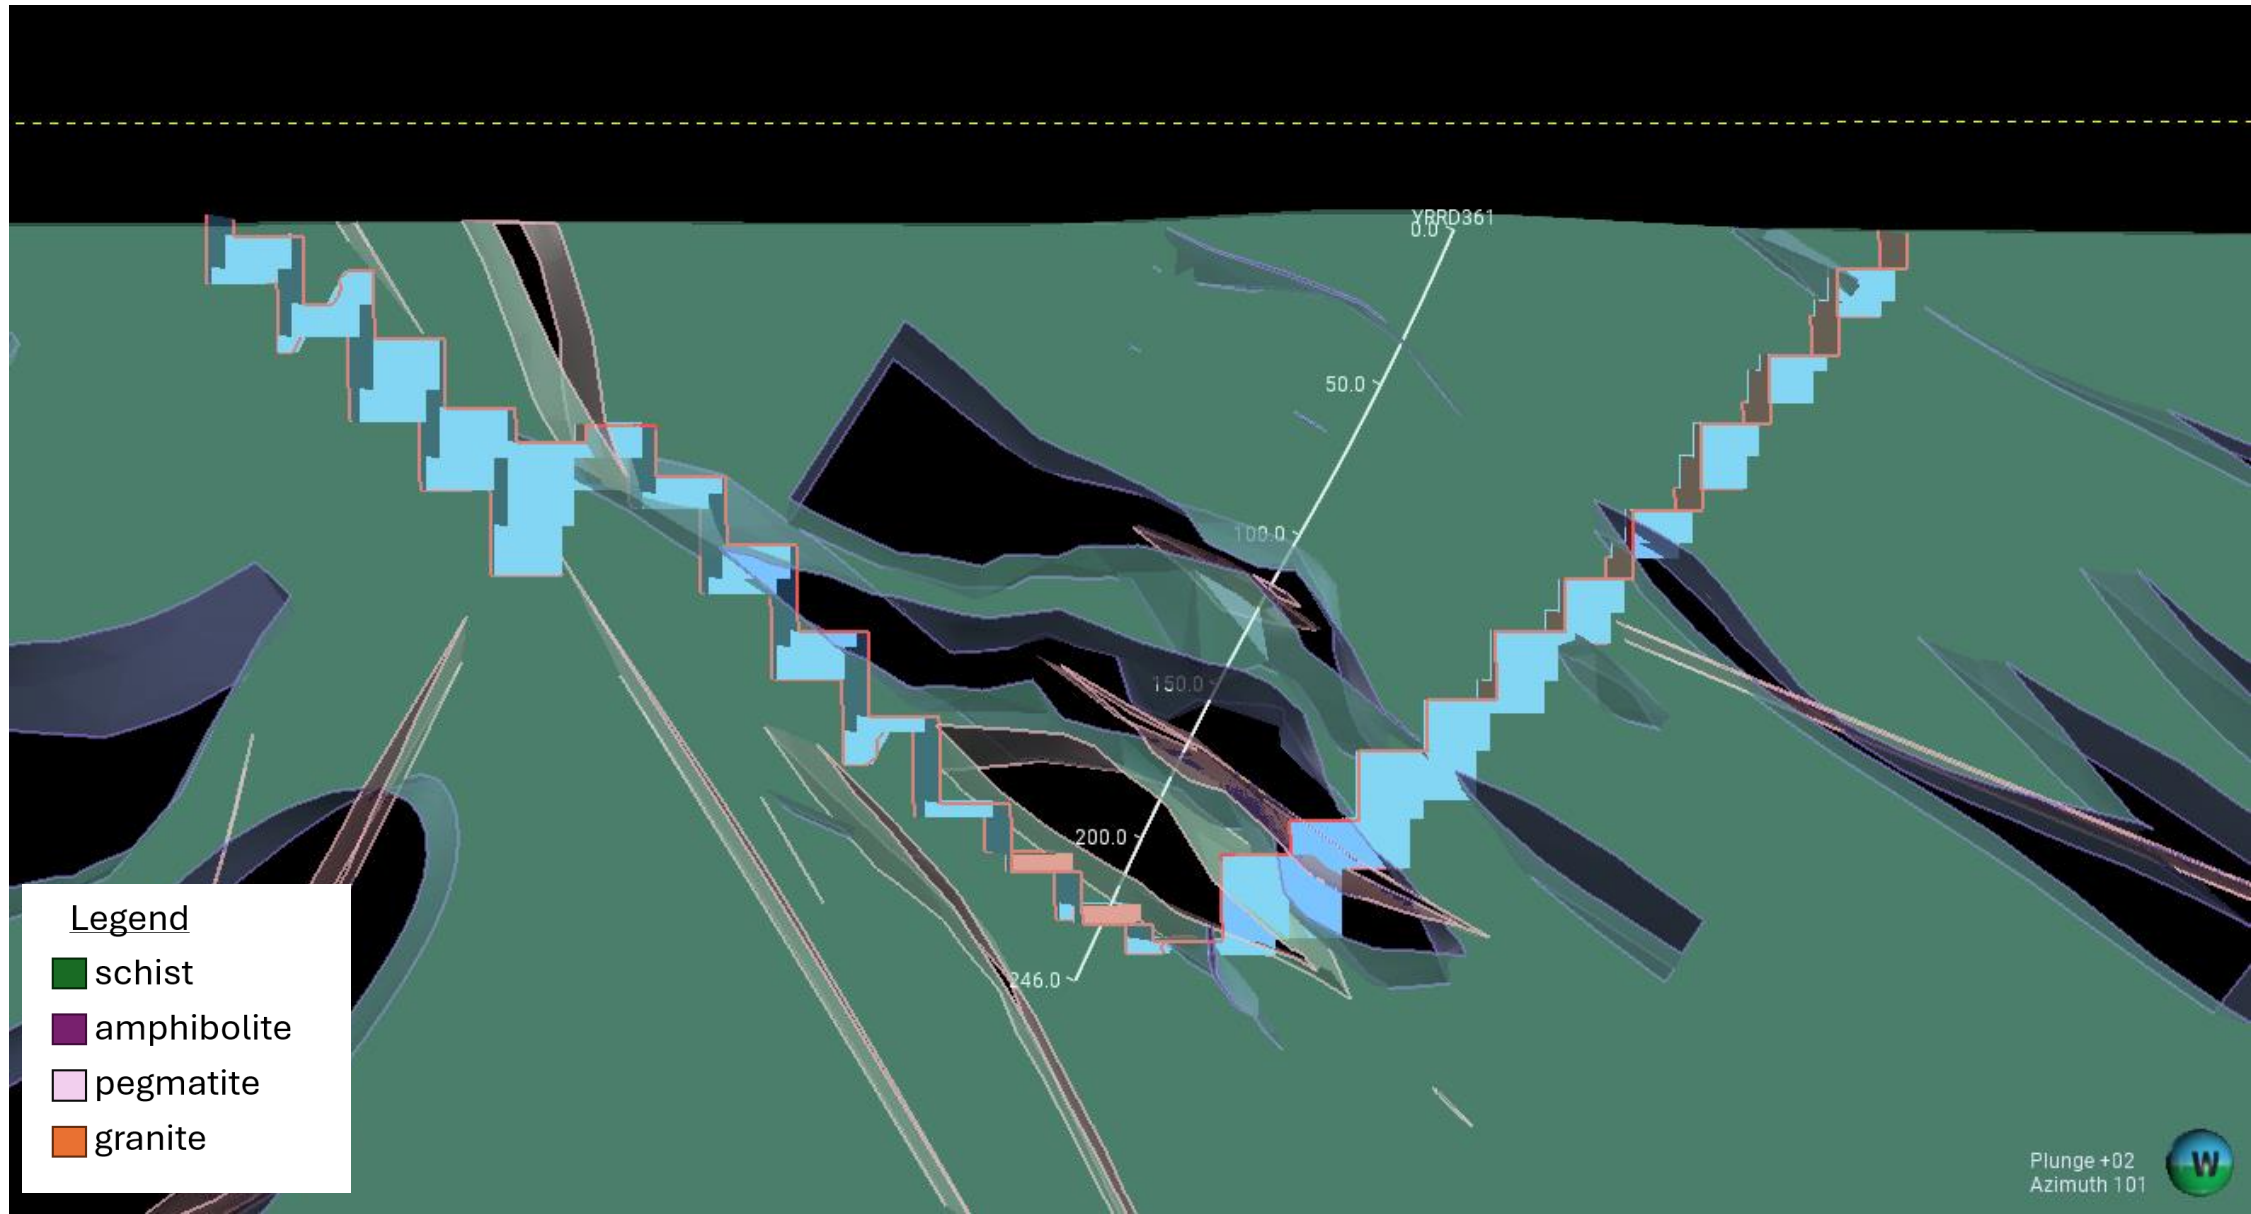 YRRD361
0.0
50.0
100.0
150.0
200.0
246.0
Legend
schist
amphibolite
pegmatite
granite
Plunge +02
Azimuth 101
W